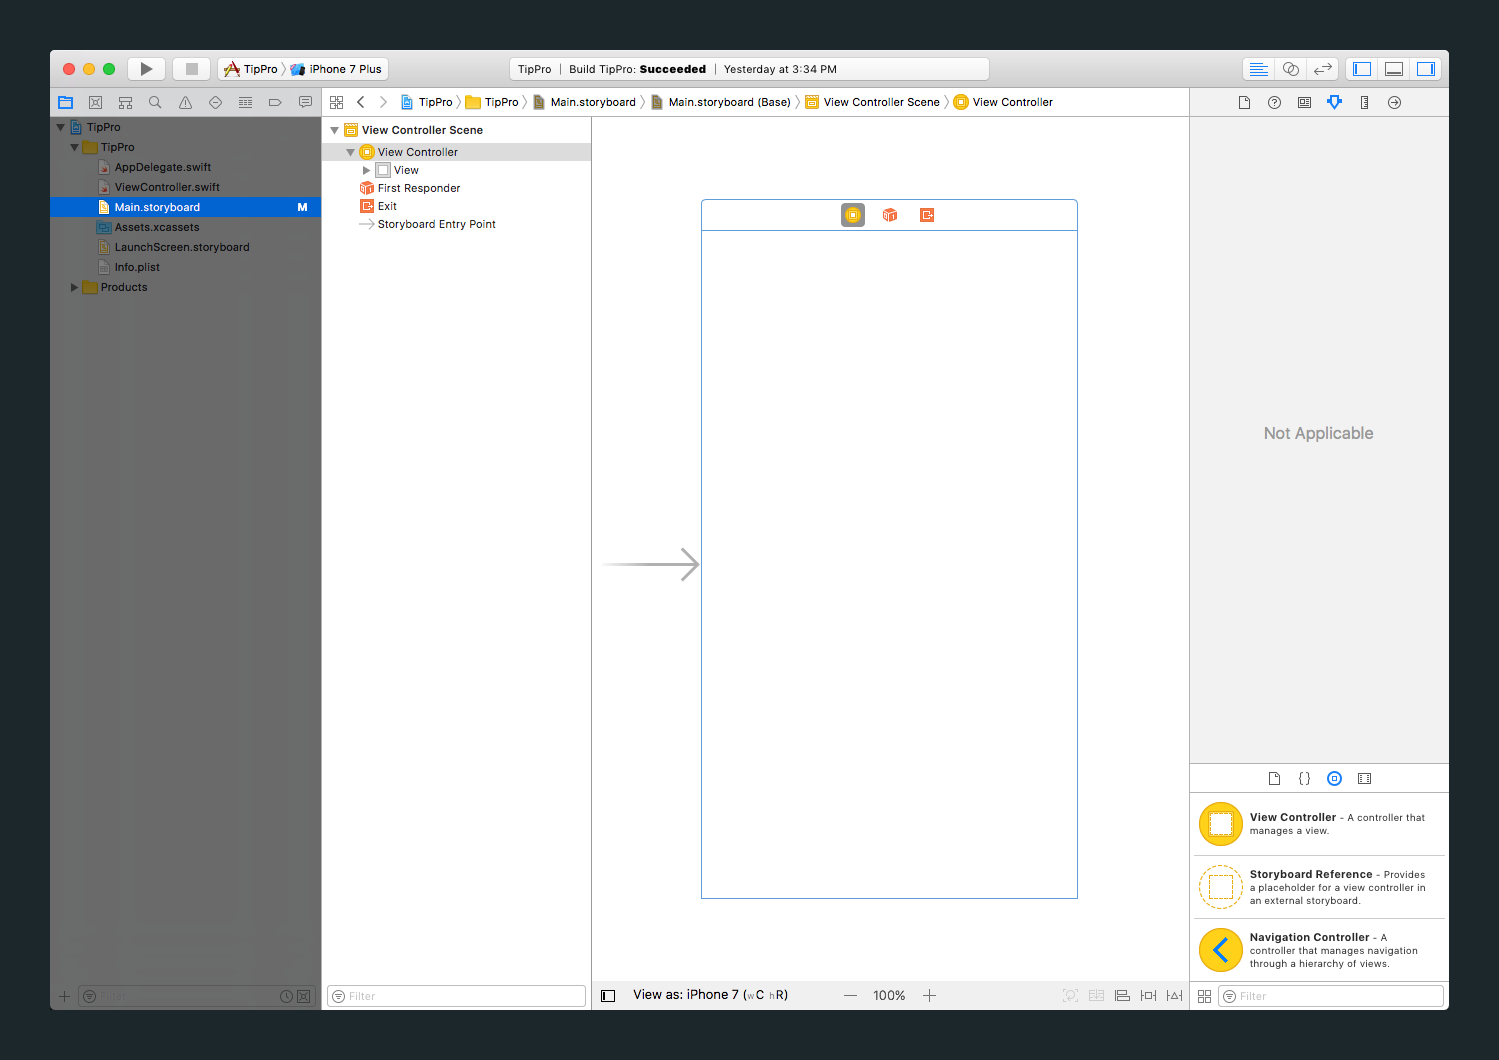 TipPro 〉 iPhone 7 Plus
TipPro | Build TipPro: Succeeded | Yesterday at 3:34 PM
TipPro 〉 TipPro 〉 Main.storyboard 〉 Main.storyboard (Base) 〉 View Controller Scene 〉 View Controller
TipPro
TipPro
AppDelegate.swift
ViewController.swift
Main.storyboard M
Assets.xcassets
LaunchScreen.storyboard
Info.plist
Products
Filter
View Controller Scene
View Controller
View
First Responder
Exit
Storyboard Entry Point
Filter
View as: iPhone 7 (wC hR)
— 100% +
Not Applicable
{}
View Controller - A controller that
manages a view.
Storyboard Reference - Provides
a placeholder for a view controller in
an external storyboard.
Navigation Controller - A
controller that manages navigation
through a hierarchy of views.
Filter